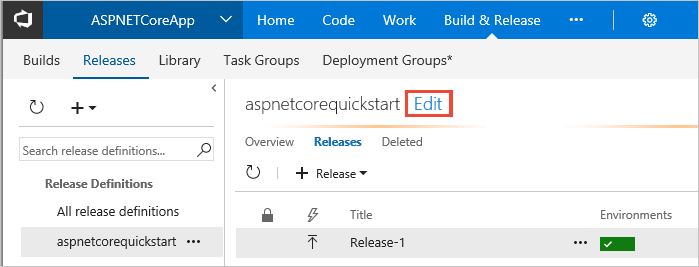 ASPNETCoreApp Home Code Work Build & Release
Builds Releases Library Task Groups Deployment Groups*
aspnetcorequickstart Edit
Search release definitions...
Overview Releases Deleted
Release Definitions
+ Release
All release definitions
Title Environments
aspnetcorequickstart ...
Release-1 ...